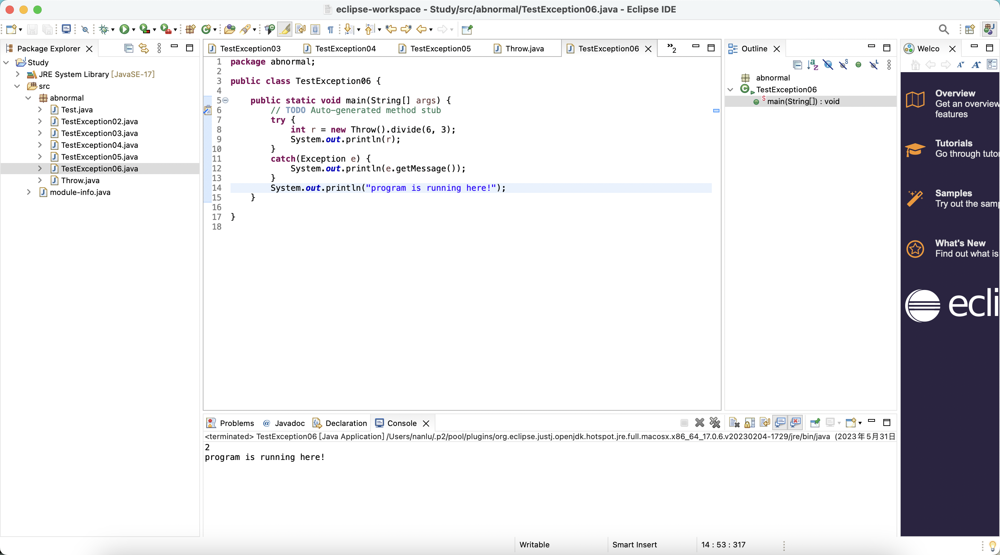 eclipse-workspace - Study/src/abnormal/TestException06.java - Eclipse IDE
Package Explorer
Study
JRE System Library [JavaSE-17]
src
abnormal
Test.java
TestException02.java
TestException03.java
TestException04.java
TestException05.java
TestException06.java
Throw.java
module-info.java
TestException03
TestException04
TestException05
Throw.java
TestException06
»2
1 package abnormal;
2
3 public class TestException06 {
4
5 public static void main(String[] args) {
6 // TODO Auto-generated method stub
7 try {
8 int r = new Throw().divide(6, 3);
9 System.out.println(r);
10 }
11 catch(Exception e) {
12 System.out.println(e.getMessage());
13 }
14 System.out.println("program is running here!");
15 }
16
17 }
18
Outline
abnormal
TestException06
main(String[]) : void
Welco
Overview
Get an overview
features
Tutorials
Go through tuto
Samples
Try out the sam
What's New
Find out what is
ecli
Problems
@ Javadoc
Declaration
Console
<terminated> TestException06 [Java Application] /Users/nanlu/.p2/pool/plugins/org.eclipse.justj.openjdk.hotspot.jre.full.macosx.x86_64_17.0.6.v20230204-1729/jre/bin/java (2023年5月31日
2
program is running here!
Writable
Smart Insert
14 : 53 : 317